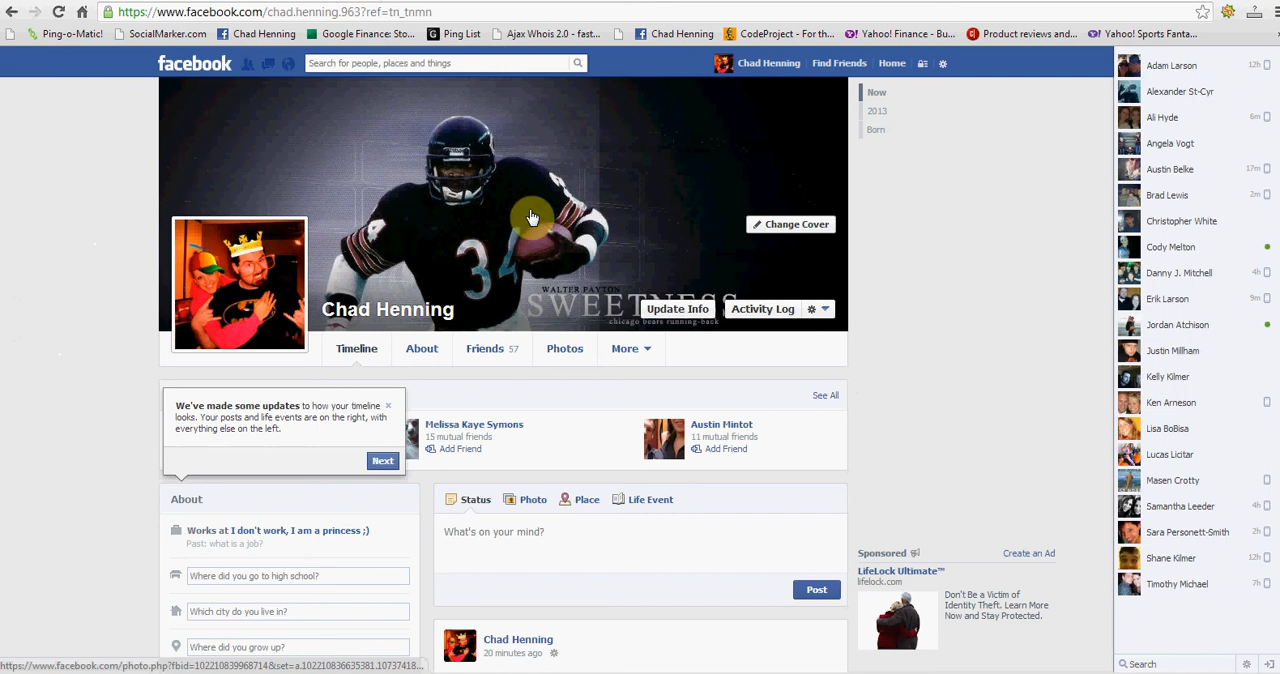 https://www.facebook.com/chad.henning.963?ref=tn_tnmn
Ping-o-Matic! SocialMarker.com Chad Henning Google Finance: Sto... Ping List Ajax Whois 2.0 - fast... Chad Henning CodeProject - For th... Yahoo! Finance - Bu... Product reviews and... Yahoo! Sports Fanta...
facebook Search for people, places and things Chad Henning Find Friends Home
Now
2013
Born
34
34
Change Cover
WALTER PAYTON
SWEETNESS
chicago bears running-back
Chad Henning Update Info Activity Log
Timeline About Friends 57 Photos More
See All
We've made some updates to how your timeline
looks. Your posts and life events are on the right, with
everything else on the left.
Next
Melissa Kaye Symons
15 mutual friends
Add Friend
Austin Mintot
11 mutual friends
Add Friend
About
Works at I don't work, I am a princess ;)
Past: what is a job?
Where did you go to high school?
Which city do you live in?
Where did you grow up?
Status Photo Place Life Event
What's on your mind?
Post
Chad Henning
20 minutes ago
Sponsored Create an Ad
LifeLock Ultimate™
lifelock.com
Don't Be a Victim of
Identity Theft. Learn More
Now and Stay Protected.
Adam Larson 12h
Alexander St-Cyr
Ali Hyde 6m
Angela Vogt
Austin Belke 17m
Brad Lewis 2m
Christopher White
Cody Melton
Danny J. Mitchell 4h
Erik Larson 9m
Jordan Atchison
Justin Millham
Kelly Kilmer
Ken Arneson
Lisa BoBisa
Lucas Licitar
Masen Crotty
Samantha Leeder 4h
Sara Personett-Smith 2h
Shane Kilmer 12h
Timothy Michael 7h
Search
https://www.facebook.com/photo.php?fbid=102210839968714&set=a.102210836635381.10737418...